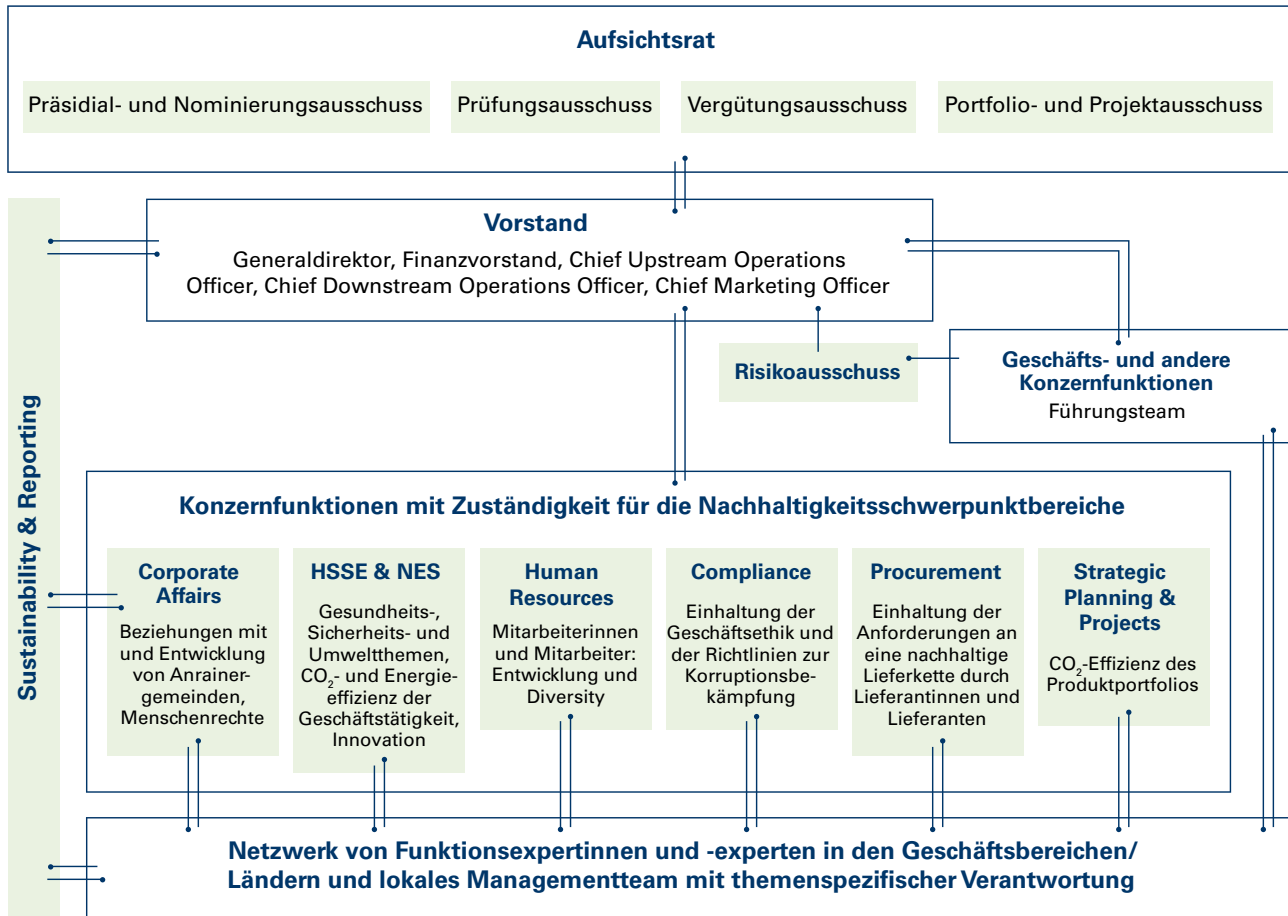 Aufsichtsrat
Präsidial- und Nominierungsausschuss
Prüfungsausschuss
Vergütungsausschuss
Portfolio- und Projektausschuss
Sustainability & Reporting
Vorstand
Generaldirektor, Finanzvorstand, Chief Upstream Operations
Officer, Chief Downstream Operations Officer, Chief Marketing Officer
Risikoausschuss
Geschäfts- und andere
Konzernfunktionen
Führungsteam
Konzernfunktionen mit Zuständigkeit für die Nachhaltigkeitsschwerpunktbereiche
Corporate
Affairs
Beziehungen mit
und Entwicklung
von Anrainer-
gemeinden,
Menschenrechte
HSSE & NES
Gesundheits-,
Sicherheits- und
Umweltthemen,
CO₂- und Energie-
effizienz der
Geschäftstätigkeit,
Innovation
Human
Resources
Mitarbeiterinnen
und Mitarbeiter:
Entwicklung und
Diversity
Compliance
Einhaltung der
Geschäftsethik und
der Richtlinien zur
Korruptionsbe-
kämpfung
Procurement
Einhaltung der
Anforderungen an
eine nachhaltige
Lieferkette durch
Lieferantinnen und
Lieferanten
Strategic
Planning &
Projects
CO₂-Effizienz des
Produktportfolios
Netzwerk von Funktionsexpertinnen und -experten in den Geschäftsbereichen/
Ländern und lokales Managementteam mit themenspezifischer Verantwortung